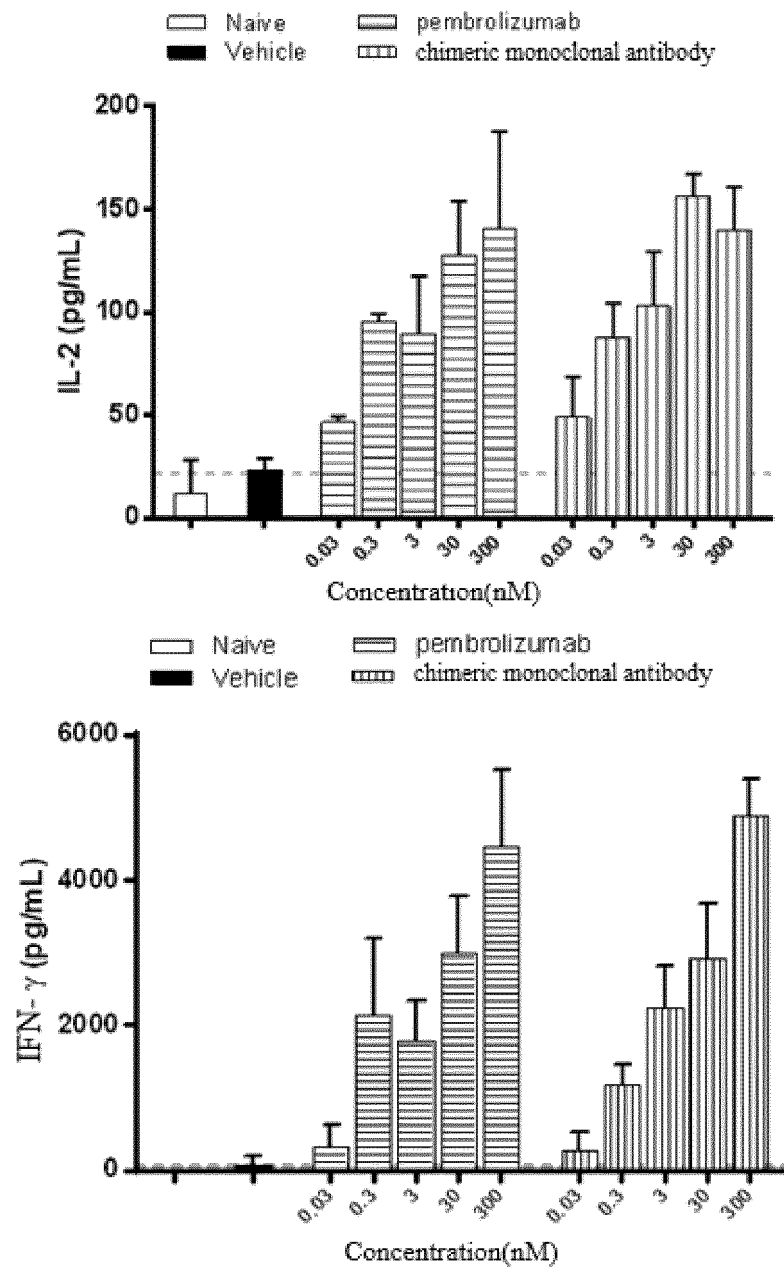 Naive pembrolizumab
Vehicle chimeric monoclonal antibody
200
150
100
50
0
IL-2 (pg/mL)
0.03 0.3 3 30 300 0.03 0.3 3 30 300
Concentration(nM)
Naive pembrolizumab
Vehicle chimeric monoclonal antibody
6000
4000
2000
0
IFN- γ (pg/mL)
0.03 0.3 3 30 300 0.03 0.3 3 30 300
Concentration(nM)